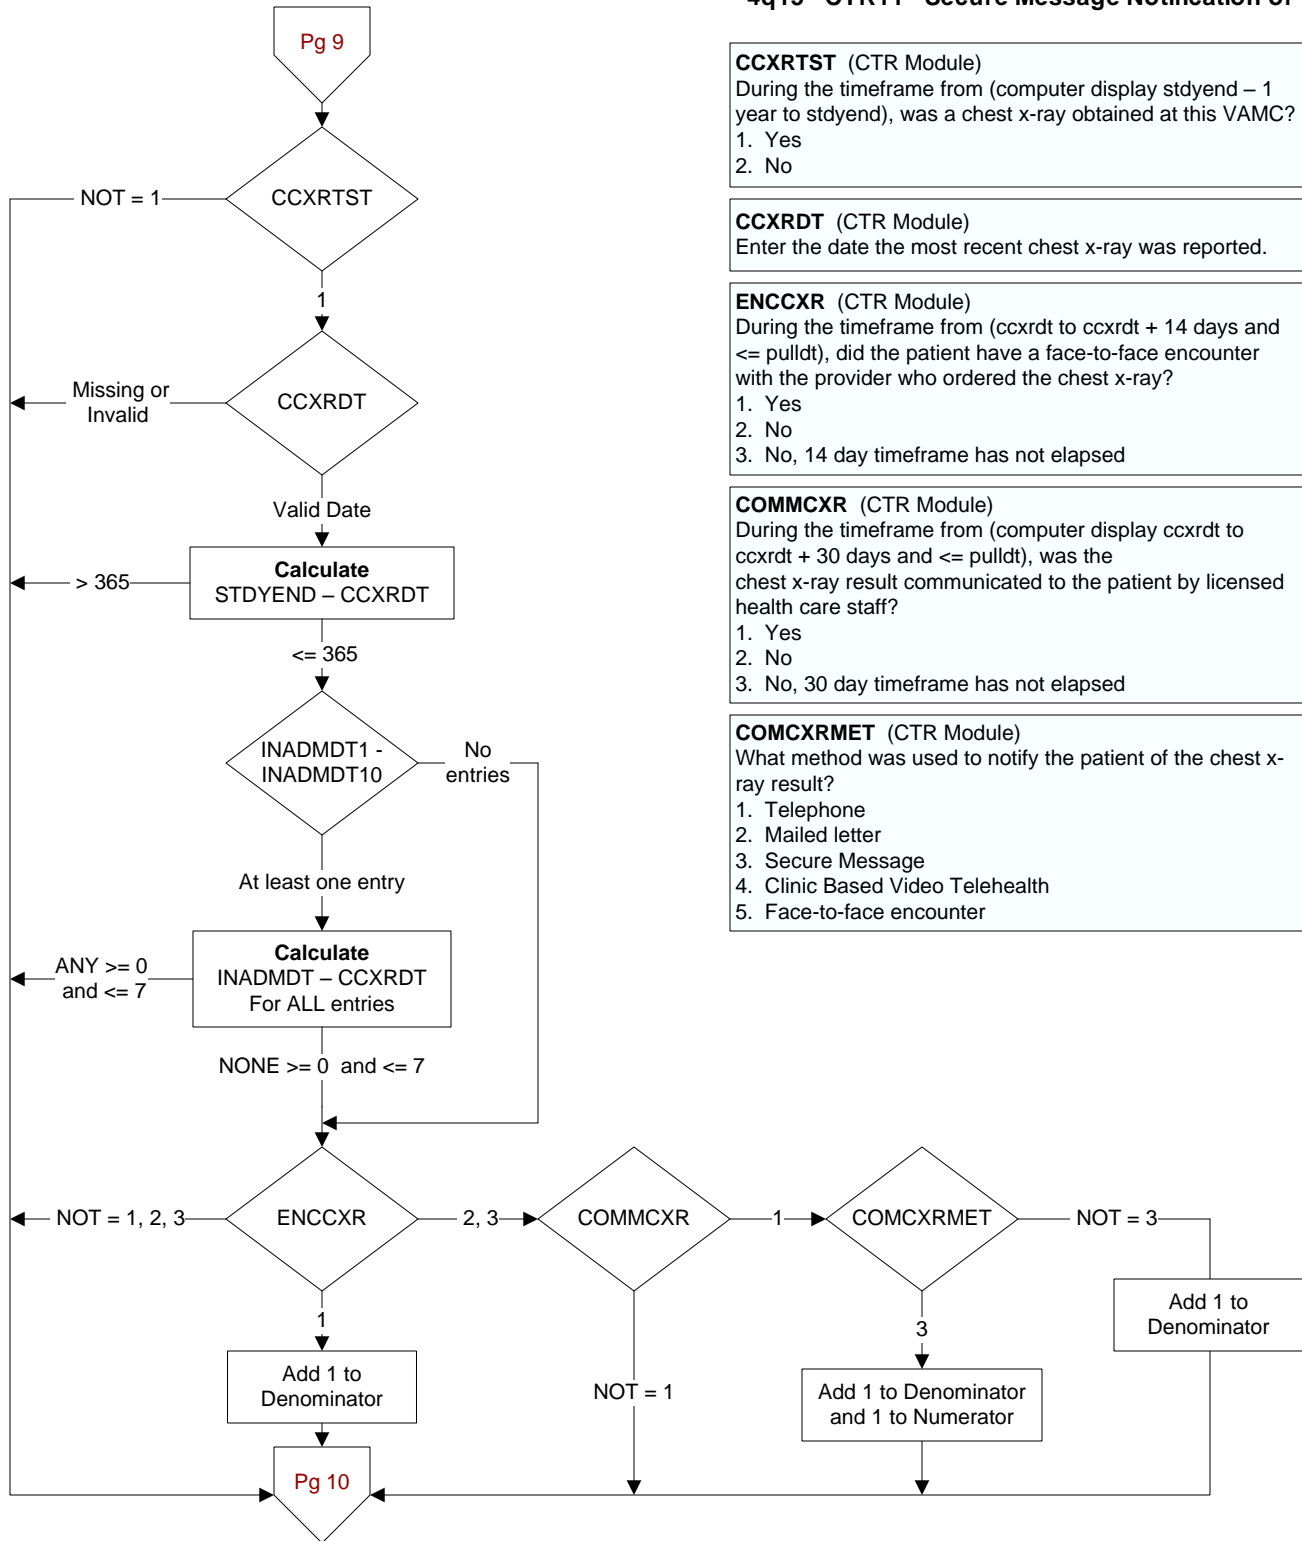 4q15 - CTR11 - Secure Message Notification of
Pg 9
CCXRTST
NOT = 1
1
CCXRDT
Missing or
Invalid
Valid Date
Calculate
STDYEND – CCXRDT
> 365
<= 365
INADMDT1 -
INADMDT10
No
entries
At least one entry
Calculate
INADMDT – CCXRDT
For ALL entries
ANY >= 0
and <= 7
NONE >= 0 and <= 7
NOT = 1, 2, 3
ENCCXR
2, 3
COMMCXR
1
COMCXRMET
NOT = 3
1
Add 1 to
Denominator
NOT = 1
3
Add 1 to Denominator
and 1 to Numerator
Add 1 to
Denominator
Pg 10
CCXRTST (CTR Module)
During the timeframe from (computer display stdyend – 1
year to stdyend), was a chest x-ray obtained at this VAMC?
1. Yes
2. No
CCXRDT (CTR Module)
Enter the date the most recent chest x-ray was reported.
ENCCXR (CTR Module)
During the timeframe from (ccxrdt to ccxrdt + 14 days and
<= pulldt), did the patient have a face-to-face encounter
with the provider who ordered the chest x-ray?
1. Yes
2. No
3. No, 14 day timeframe has not elapsed
COMMCXR (CTR Module)
During the timeframe from (computer display ccxrdt to
ccxrdt + 30 days and <= pulldt), was the
chest x-ray result communicated to the patient by licensed
health care staff?
1. Yes
2. No
3. No, 30 day timeframe has not elapsed
COMCXRMET (CTR Module)
What method was used to notify the patient of the chest x-
ray result?
1. Telephone
2. Mailed letter
3. Secure Message
4. Clinic Based Video Telehealth
5. Face-to-face encounter